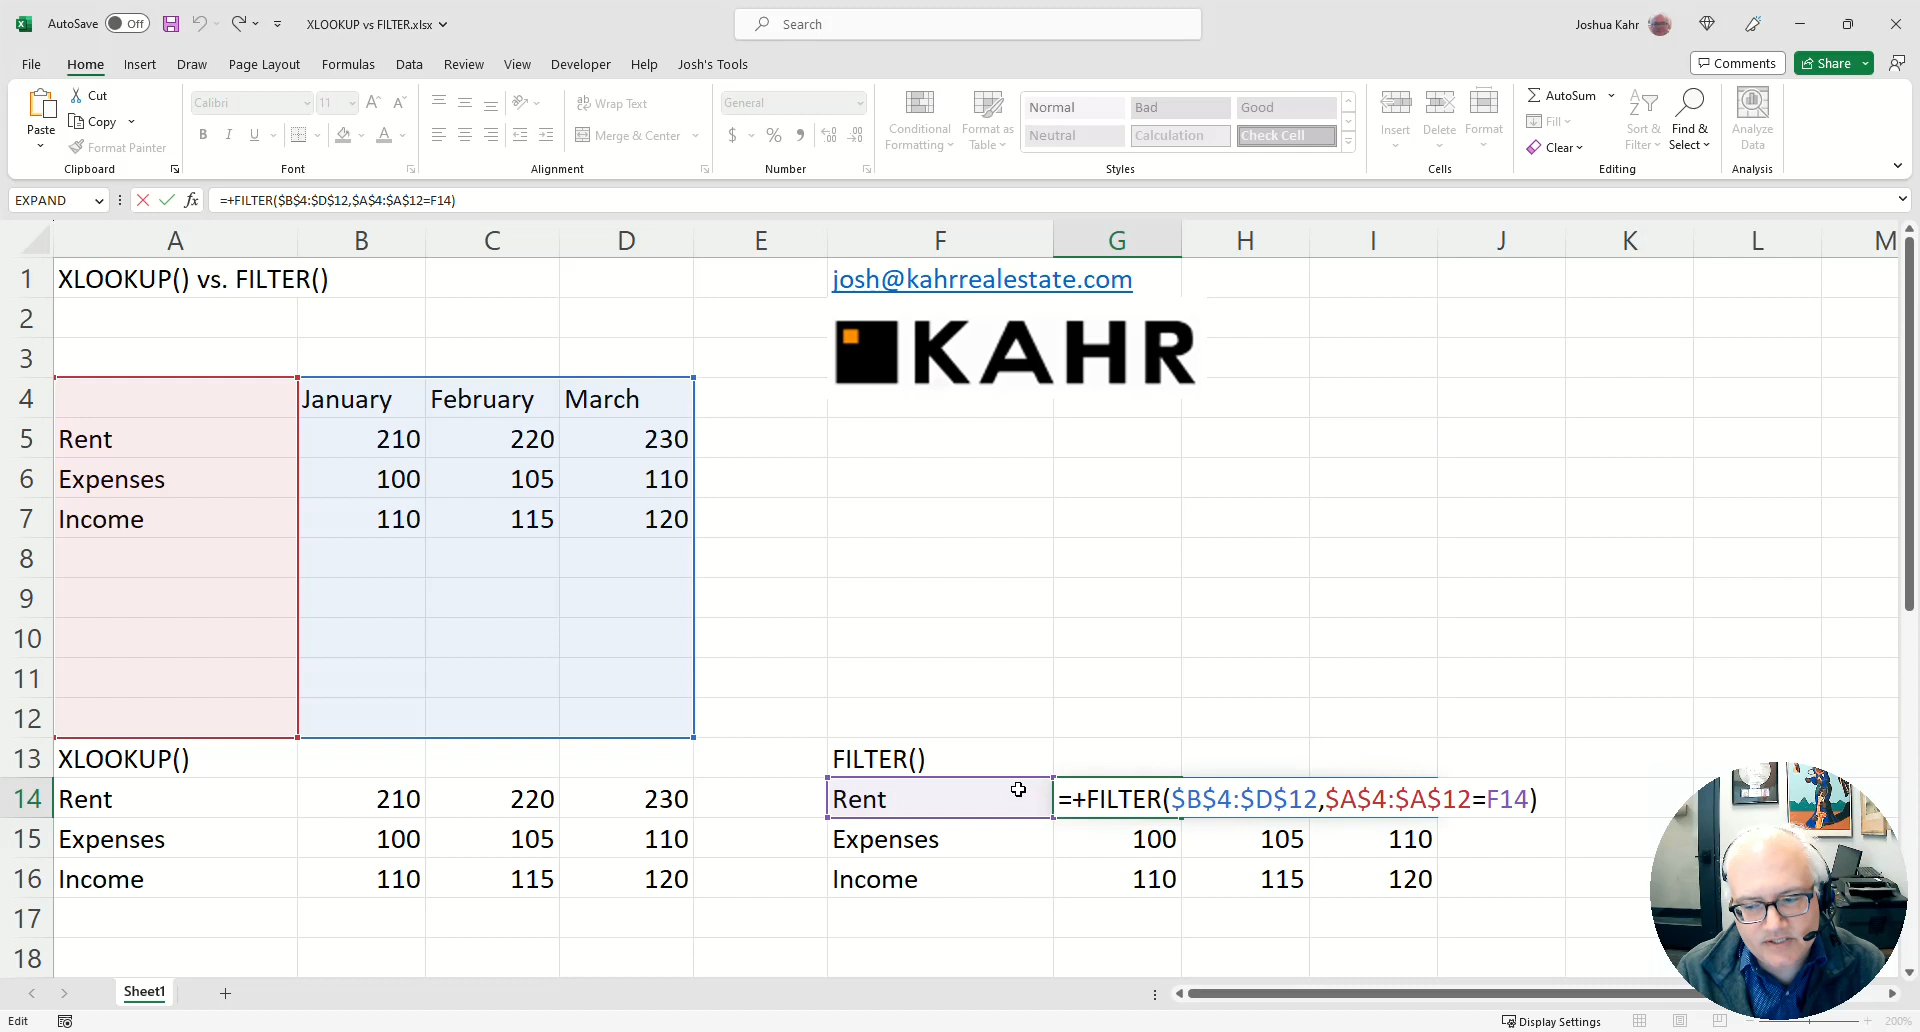 AutoSave Off XLOOKUP vs FILTER.xlsx Search Joshua Kahr
File Home Insert Draw Page Layout Formulas Data Review View Developer Help Josh's Tools Comments Share
Paste Cut Copy Format Painter Clipboard
Calibri 11 B I U A A A Font
ab Wrap Text Merge & Center Alignment
General $ % , Number
Conditional Formatting Format as Table Normal Bad Good
Neutral Calculation Check Cell Styles
Insert Delete Format Cells
AutoSum Fill Clear Sort & Filter Find & Select Editing
Analyze Data Analysis
EXPAND fx =+FILTER($B$4:$D$12,$A$4:$A$12=F14)
A B C D E F G H I J K L M
1 XLOOKUP() vs. FILTER() josh@kahrrealestate.com
2 KAHR
3
4 January February March
5 Rent 210 220 230
6 Expenses 100 105 110
7 Income 110 115 120
8
9
10
11
12
13 XLOOKUP() FILTER()
14 Rent 210 220 230 Rent =+FILTER($B$4:$D$12,$A$4:$A$12=F14)
15 Expenses 100 105 110 Expenses 100 105 110
16 Income 110 115 120 Income 110 115 120
17
18
Sheet1
Edit Display Settings 200%